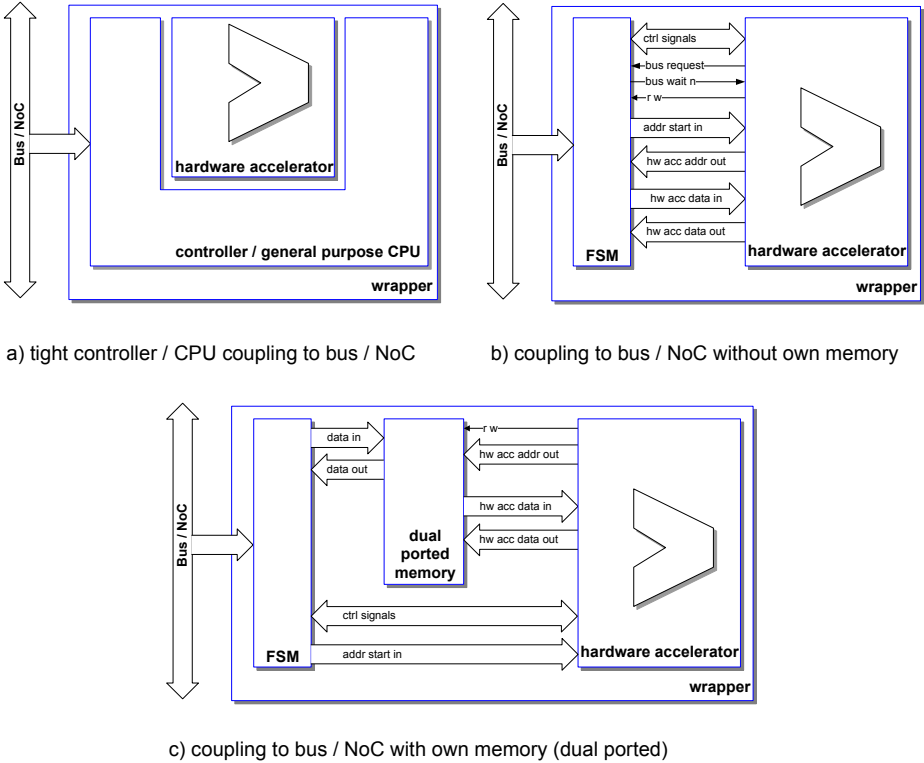 Bus / NoC
hardware accelerator
controller / general purpose CPU
wrapper
a) tight controller / CPU coupling to bus / NoC
Bus / NoC
ctrl signals
bus request
bus wait n
r w
addr start in
hw acc addr out
hw acc data in
hw acc data out
FSM
hardware accelerator
wrapper
b) coupling to bus / NoC without own memory
Bus / NoC
data in
data out
r w
hw acc addr out
hw acc data in
hw acc data out
dual
ported
memory
ctrl signals
addr start in
FSM
hardware accelerator
wrapper
c) coupling to bus / NoC with own memory (dual ported)